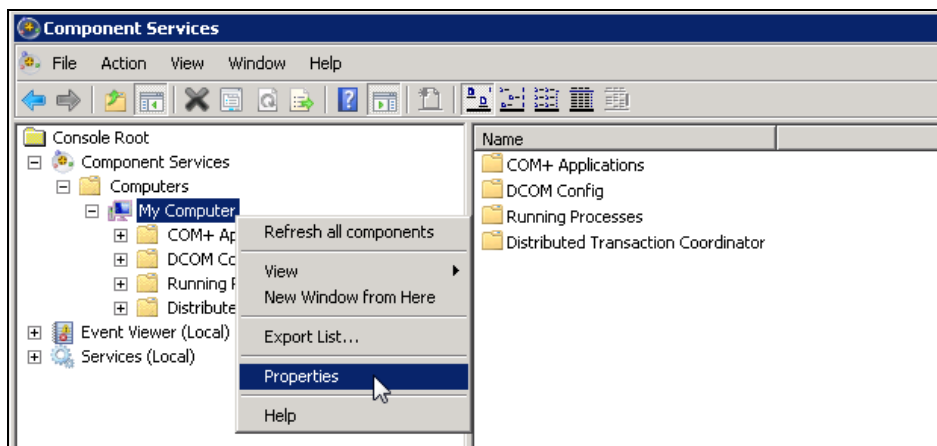 Component Services
File Action View Window Help
Console Root
Component Services
Computers
My Computer
COM+ Ap
DCOM Co
Running P
Distribute
Event Viewer (Local)
Services (Local)
Refresh all components
View
New Window from Here
Export List...
Properties
Help
Name
COM+ Applications
DCOM Config
Running Processes
Distributed Transaction Coordinator